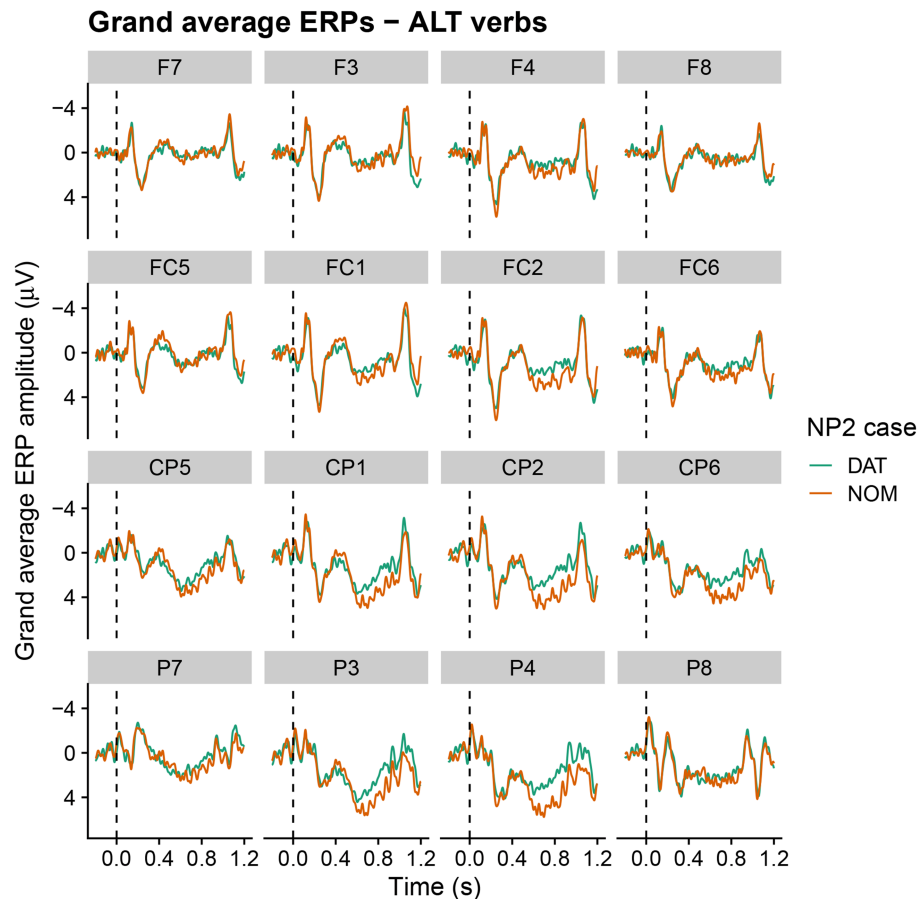 Grand average ERPs − ALT verbs
F7 F3 F4 F8
−4
0
4
FC5 FC1 FC2 FC6
−4
0
4
CP5 CP1 CP2 CP6
−4
0
4
P7 P3 P4 P8
−4
0
4
0.0 0.4 0.8 1.2 0.0 0.4 0.8 1.2 0.0 0.4 0.8 1.2 0.0 0.4 0.8 1.2
Time (s)
Grand average ERP amplitude (µV)
NP2 case
DAT
NOM